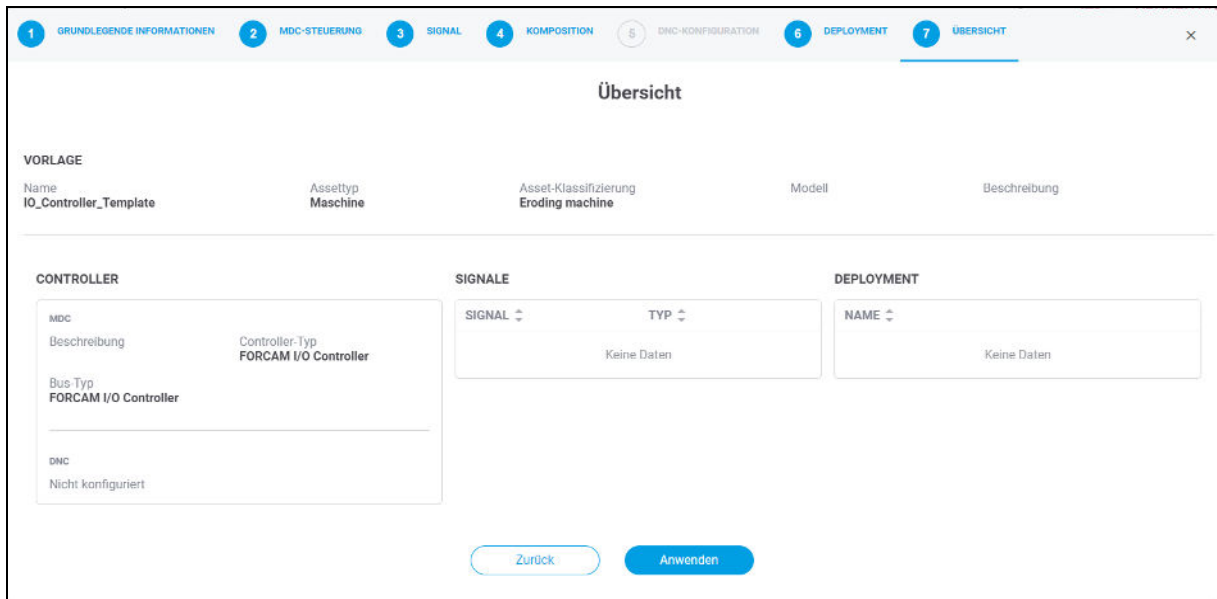 1 GRUNDLEGENDE INFORMATIONEN 2 MDC-STEUERUNG 3 SIGNAL 4 KOMPOSITION 5 DNC-KONFIGURATION 6 DEPLOYMENT 7 ÜBERSICHT ×
Übersicht
VORLAGE
Name Assettyp Asset-Klassifizierung Modell Beschreibung
IO_Controller_Template Maschine Eroding machine
CONTROLLER SIGNALE DEPLOYMENT
MDC SIGNAL TYP NAME
Beschreibung Controller-Typ
FORCAM I/O Controller
Keine Daten Keine Daten
Bus-Typ
FORCAM I/O Controller
DNC
Nicht konfiguriert
Zurück Anwenden